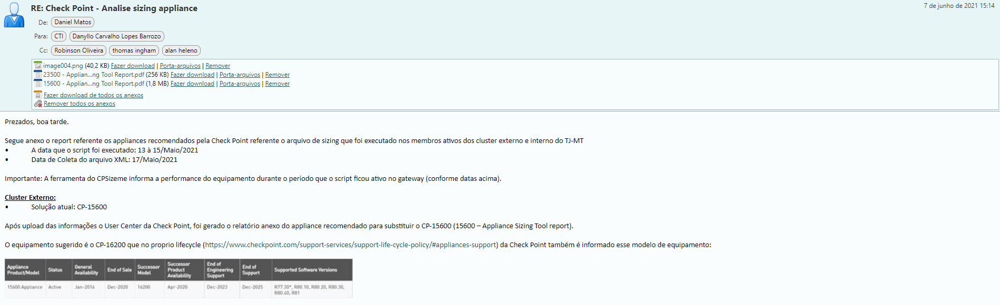 RE: Check Point - Analise sizing appliance
7 de junho de 2021 15:14
De: Daniel Matos
Para: CTI Danyllo Carvalho Lopes Barrozo
Cc: Robinson Oliveira thomas ingham alan heleno
image004.png (40,2 KB) Fazer download | Porta-arquivos | Remover
23500 - Applian...ng Tool Report.pdf (256 KB) Fazer download | Porta-arquivos | Remover
15600 - Applian...ng Tool Report.pdf (1,8 MB) Fazer download | Porta-arquivos | Remover
Fazer download de todos os anexos
Remover todos os anexos
Prezados, boa tarde.
Segue anexo o report referente os appliances recomendados pela Check Point referente o arquivo de sizing que foi executado nos membros ativos dos cluster externo e interno do TJ-MT
• A data que o script foi executado: 13 à 15/Maio/2021
• Data de Coleta do arquivo XML: 17/Maio/2021
Importante: A ferramenta do CPSizeme informa a performance do equipamento durante o período que o script ficou ativo no gateway (conforme datas acima).
Cluster Externo:
• Solução atual: CP-15600
Após upload das informações o User Center da Check Point, foi gerado o relatório anexo do appliance recomendado para substituir o CP-15600 (15600 – Appliance Sizing Tool report).
O equipamento sugerido é o CP-16200 que no proprio lifecycle (https://www.checkpoint.com/support-services/support-life-cycle-policy/#appliances-support) da Check Point também é informado esse modelo de equipamento:
Appliance Product/Model Status General Availability End of Sale Successor Model Successor Product Availability End of Engineering Support End of Support Supported Software Versions
15600 Appliance Active Jan-2016 Dec-2020 16200 Apr-2020 Dec-2023 Dec-2025 R77.30*, R80.10, R80.20, R80.30,
R80.40, R81